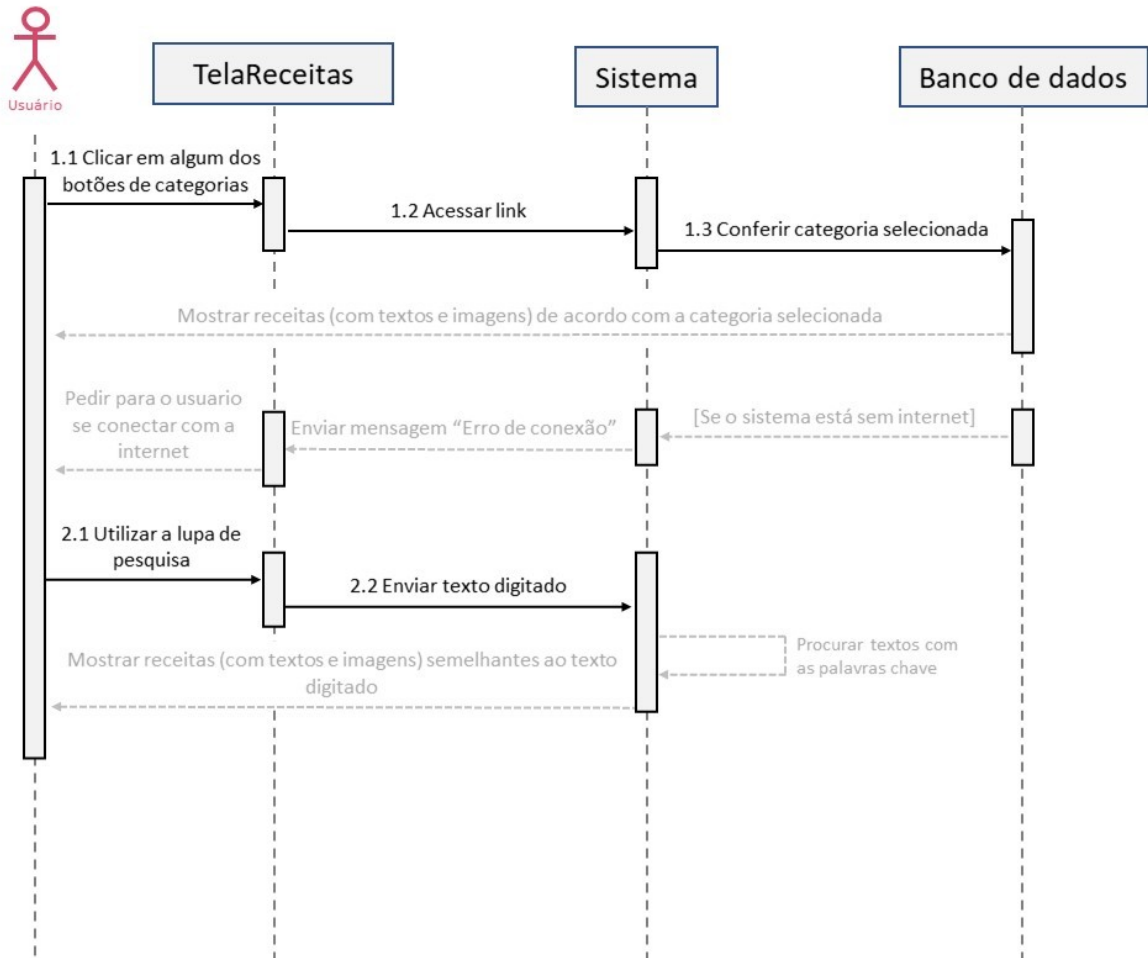 Usuário
TelaReceitas
Sistema
Banco de dados
1.1 Clicar em algum dos
botões de categorias
1.2 Acessar link
1.3 Conferir categoria selecionada
Mostrar receitas (com textos e imagens) de acordo com a categoria selecionada
Pedir para o usuario
se conectar com a
internet
Enviar mensagem “Erro de conexão”
[Se o sistema está sem internet]
2.1 Utilizar a lupa de
pesquisa
2.2 Enviar texto digitado
Procurar textos com
as palavras chave
Mostrar receitas (com textos e imagens) semelhantes ao texto
digitado